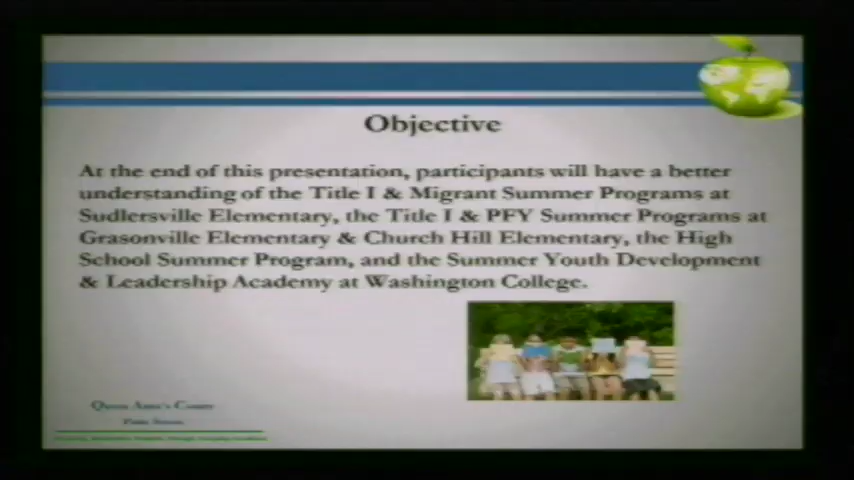 Objective
At the end of this presentation, participants will have a better
understanding of the Title I & Migrant Summer Programs at
Sudlersville Elementary, the Title I & PFY Summer Programs at
Grasonville Elementary & Church Hill Elementary, the High
School Summer Program, and the Summer Youth Development
& Leadership Academy at Washington College.
Queen Anne's County